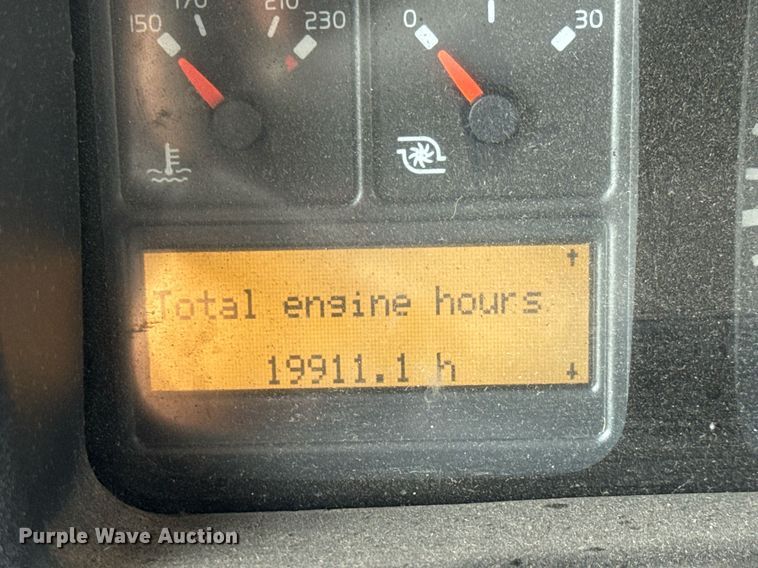 150 170 210 230
0 30
↑
Total engine hours
19911.1 h ↓
Purple Wave Auction